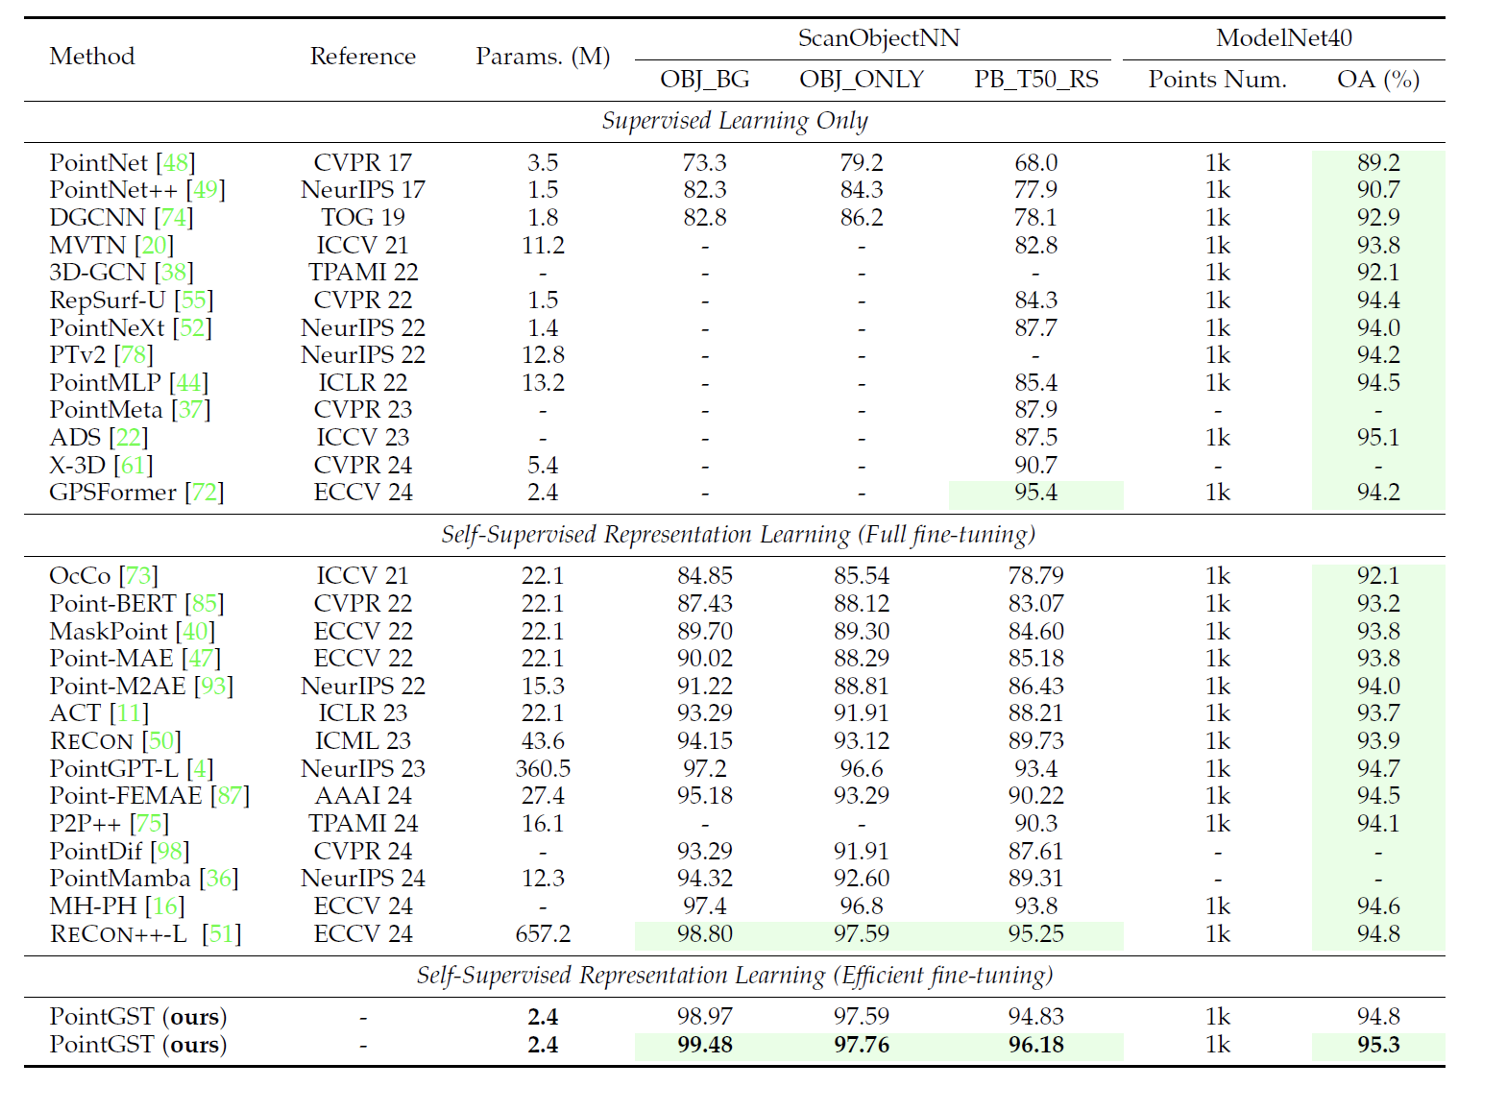 Method Reference Params. (M) ScanObjectNN ModelNet40
OBJ_BG OBJ_ONLY PB_T50_RS Points Num. OA (%)
Supervised Learning Only
PointNet [48] CVPR 17 3.5 73.3 79.2 68.0 1k 89.2
PointNet++ [49] NeurIPS 17 1.5 82.3 84.3 77.9 1k 90.7
DGCNN [74] TOG 19 1.8 82.8 86.2 78.1 1k 92.9
MVTN [20] ICCV 21 11.2 - - 82.8 1k 93.8
3D-GCN [38] TPAMI 22 - - - - 1k 92.1
RepSurf-U [55] CVPR 22 1.5 - - 84.3 1k 94.4
PointNeXt [52] NeurIPS 22 1.4 - - 87.7 1k 94.0
PTv2 [78] NeurIPS 22 12.8 - - - 1k 94.2
PointMLP [44] ICLR 22 13.2 - - 85.4 1k 94.5
PointMeta [37] CVPR 23 - - - 87.9 - -
ADS [22] ICCV 23 - - - 87.5 1k 95.1
X-3D [61] CVPR 24 5.4 - - 90.7 - -
GPSFormer [72] ECCV 24 2.4 - - 95.4 1k 94.2
Self-Supervised Representation Learning (Full fine-tuning)
OcCo [73] ICCV 21 22.1 84.85 85.54 78.79 1k 92.1
Point-BERT [85] CVPR 22 22.1 87.43 88.12 83.07 1k 93.2
MaskPoint [40] ECCV 22 22.1 89.70 89.30 84.60 1k 93.8
Point-MAE [47] ECCV 22 22.1 90.02 88.29 85.18 1k 93.8
Point-M2AE [93] NeurIPS 22 15.3 91.22 88.81 86.43 1k 94.0
ACT [11] ICLR 23 22.1 93.29 91.91 88.21 1k 93.7
RECON [50] ICML 23 43.6 94.15 93.12 89.73 1k 93.9
PointGPT-L [4] NeurIPS 23 360.5 97.2 96.6 93.4 1k 94.7
Point-FEMAE [87] AAAI 24 27.4 95.18 93.29 90.22 1k 94.5
P2P++ [75] TPAMI 24 16.1 - - 90.3 1k 94.1
PointDif [98] CVPR 24 - 93.29 91.91 87.61 - -
PointMamba [36] NeurIPS 24 12.3 94.32 92.60 89.31 - -
MH-PH [16] ECCV 24 - 97.4 96.8 93.8 1k 94.6
RECON++-L [51] ECCV 24 657.2 98.80 97.59 95.25 1k 94.8
Self-Supervised Representation Learning (Efficient fine-tuning)
PointGST (ours) - 2.4 98.97 97.59 94.83 1k 94.8
PointGST (ours) - 2.4 99.48 97.76 96.18 1k 95.3